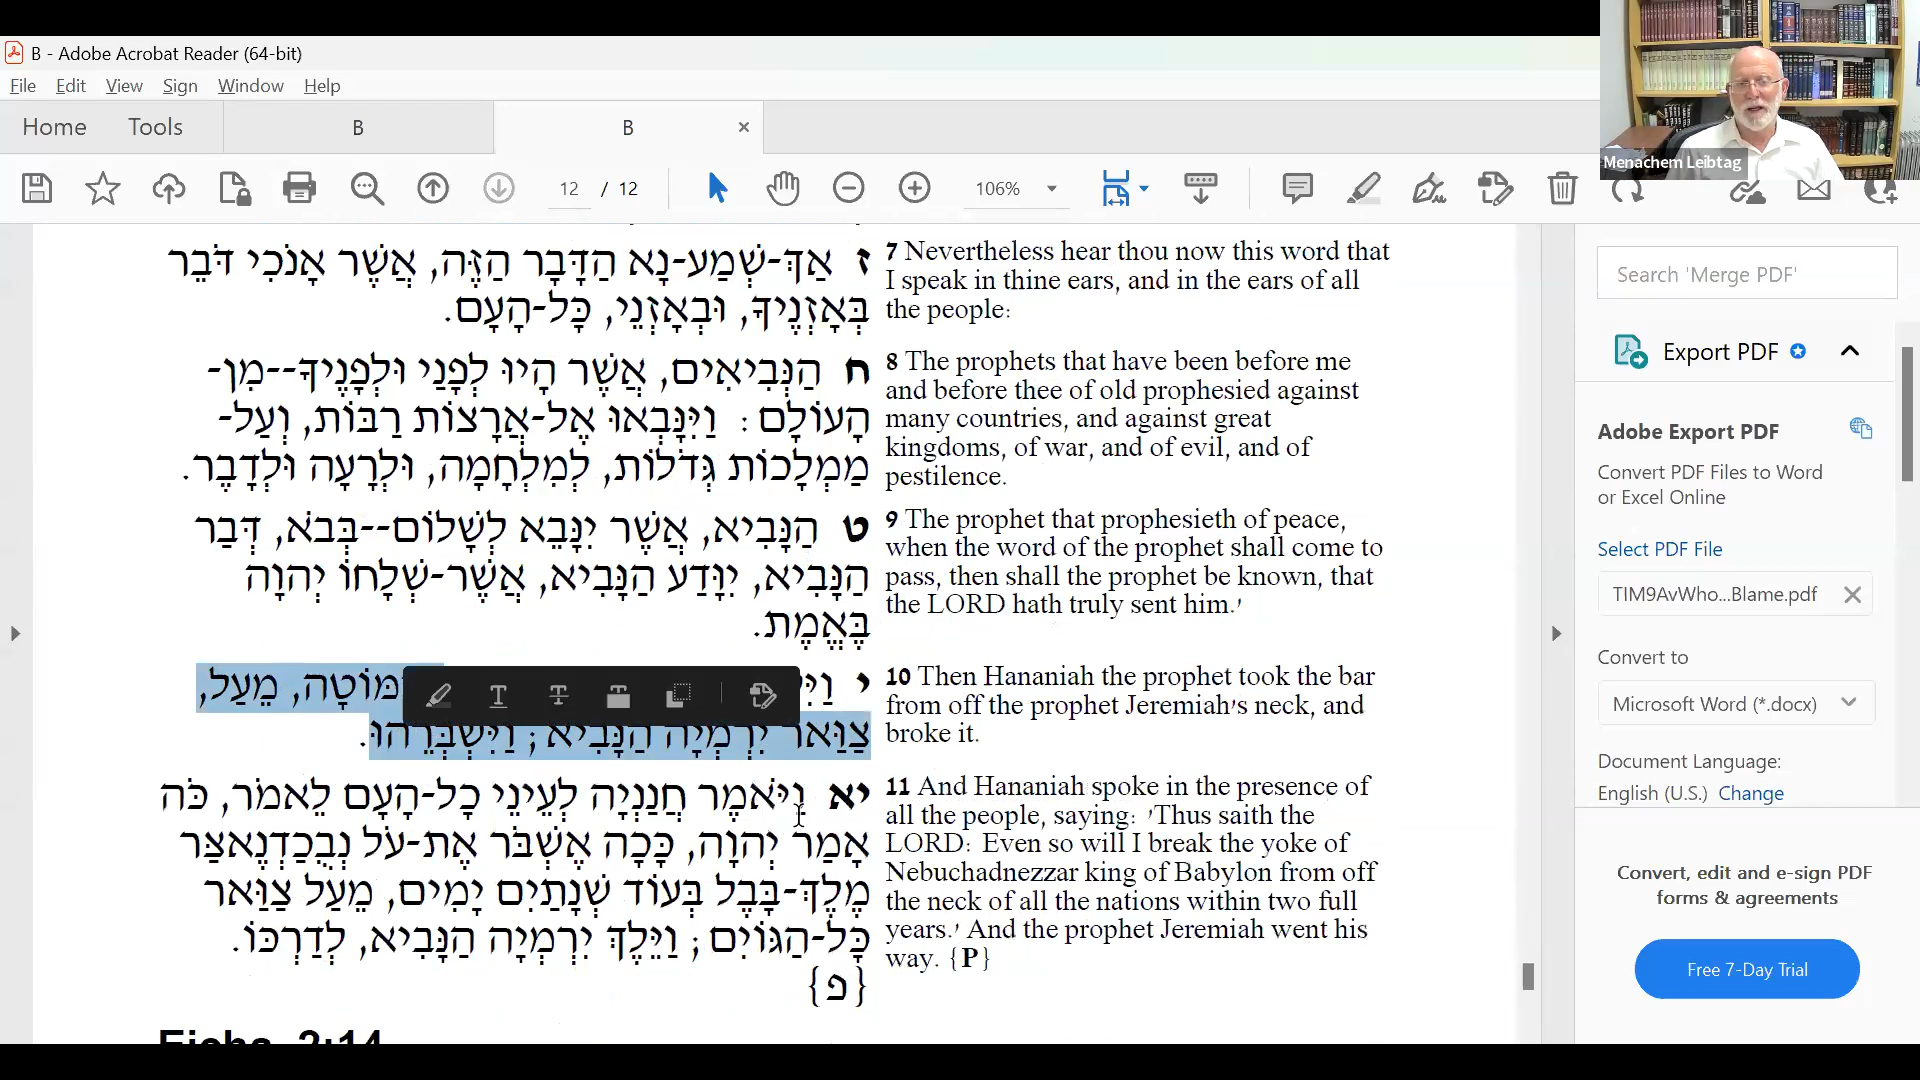 B - Adobe Acrobat Reader (64-bit)
File Edit View Sign Window Help
Home Tools B B
12 / 12 106%
Menachem Leibtag
ז אַךְ-שְׁמַע-נָא הַדָּבָר הַזֶּה, אֲשֶׁר אָנֹכִי דֹּבֵר
בְּאָזְנֶיךָ, וּבְאָזְנֵי, כָּל-הָעָם.
7 Nevertheless hear thou now this word that
I speak in thine ears, and in the ears of all
the people:
ח הַנְּבִיאִים, אֲשֶׁר הָיוּ לְפָנַי וּלְפָנֶיךָ--מִן-
הָעוֹלָם: וַיִּנָּבְאוּ אֶל-אֲרָצוֹת רַבּוֹת, וְעַל-
מַמְלָכוֹת גְּדֹלוֹת, לְמִלְחָמָה, וּלְרָעָה וּלְדָבֶר.
8 The prophets that have been before me
and before thee of old prophesied against
many countries, and against great
kingdoms, of war, and of evil, and of
pestilence.
ט הַנָּבִיא, אֲשֶׁר יִנָּבֵא לְשָׁלוֹם--בְּבֹא, דְּבַר
הַנָּבִיא, יִוָּדַע הַנָּבִיא, אֲשֶׁר-שְׁלָחוֹ יְהוָה
בֶּאֱמֶת.
9 The prophet that prophesieth of peace,
when the word of the prophet shall come to
pass, then shall the prophet be known, that
the LORD hath truly sent him.'
י מֵעַל,
צַוַּאר יִרְמְיָה הַנָּבִיא; וַיִּשְׁבְּרֵהוּ.
10 Then Hananiah the prophet took the bar
from off the prophet Jeremiah's neck, and
broke it.
יא וַיֹּאמֶר חֲנַנְיָה לְעֵינֵי כָל-הָעָם לֵאמֹר, כֹּה
אָמַר יְהוָה, כָּכָה אֶשְׁבֹּר אֶת-עֹל נְבֻכַדְנֶאצַּר
מֶלֶךְ-בָּבֶל בְּעוֹד שְׁנָתַיִם יָמִים, מֵעַל צַוַּאר
כָּל-הַגּוֹיִם; וַיֵּלֶךְ יִרְמְיָה הַנָּבִיא, לְדַרְכּוֹ.
{פ}
11 And Hananiah spoke in the presence of
all the people, saying: 'Thus saith the
LORD: Even so will I break the yoke of
Nebuchadnezzar king of Babylon from off
the neck of all the nations within two full
years.' And the prophet Jeremiah went his
way. {P}
Eicha 2:14
Search 'Merge PDF'
Export PDF
Adobe Export PDF
Convert PDF Files to Word
or Excel Online
Select PDF File
TIM9AvWho...Blame.pdf
Convert to
Microsoft Word (*.docx)
Document Language:
English (U.S.) Change
Convert, edit and e-sign PDF
forms & agreements
Free 7-Day Trial